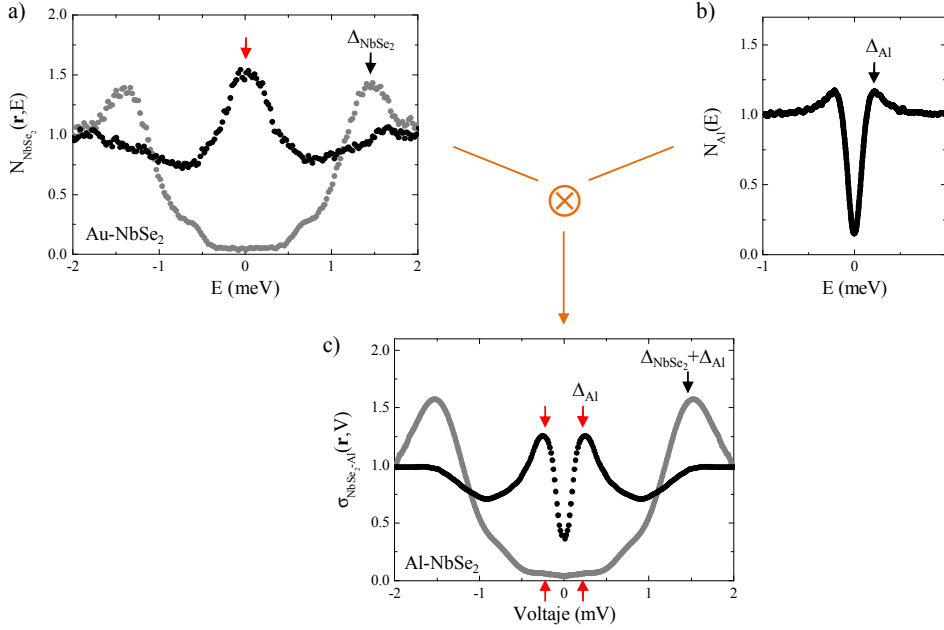 a)
2.0
1.5
1.0
0.5
0.0
N_NbSe₂(r,E)
Δ_NbSe₂
Au-NbSe₂
-2 -1 0 1 2
E (meV)
b)
1.5
1.0
0.5
0.0
N_Al(E)
Δ_Al
-1 0
E (meV)
c)
2.0
1.5
1.0
0.5
0.0
σ_NbSe₂-Al(r,V)
Δ_NbSe₂+Δ_Al
Δ_Al
Al-NbSe₂
-2 -1 0 1 2
Voltaje (mV)